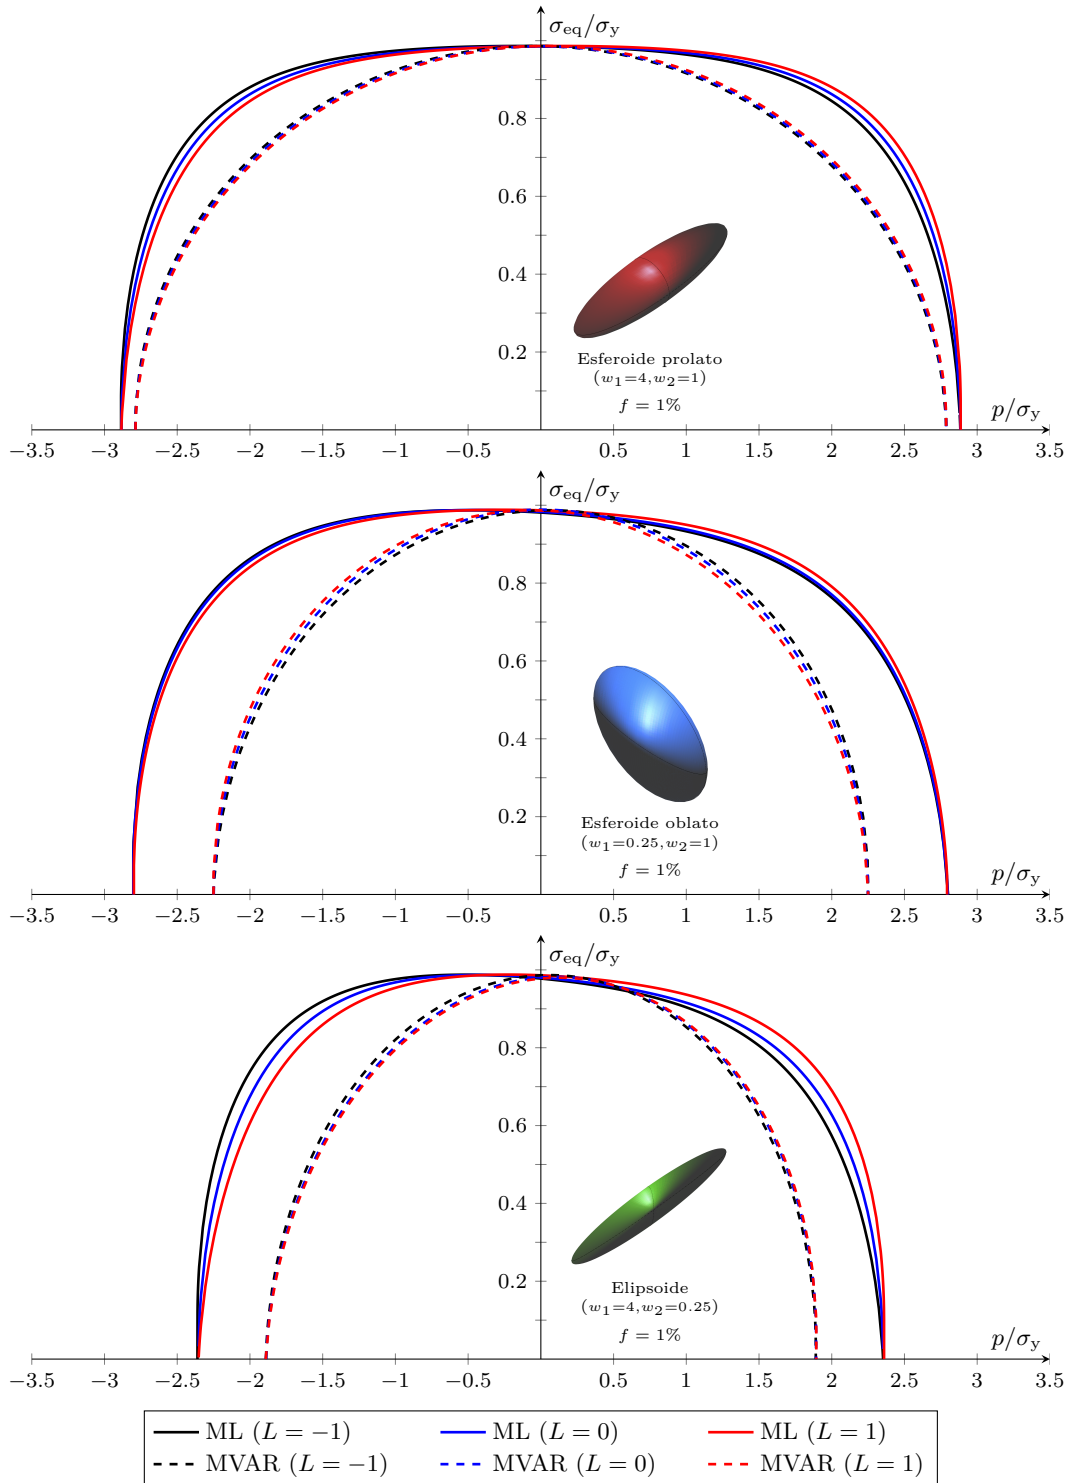 σeq/σy
0.8
0.6
0.4
0.2
Esferoide prolato
(w1=4,w2=1)
f = 1%
p/σy
−3.5 −3 −2.5 −2 −1.5 −1 −0.5 0.5 1 1.5 2 2.5 3 3.5
σeq/σy
0.8
0.6
0.4
0.2
Esferoide oblato
(w1=0.25,w2=1)
f = 1%
p/σy
−3.5 −3 −2.5 −2 −1.5 −1 −0.5 0.5 1 1.5 2 2.5 3 3.5
σeq/σy
0.8
0.6
0.4
0.2
Elipsoide
(w1=4,w2=0.25)
f = 1%
p/σy
−3.5 −3 −2.5 −2 −1.5 −1 −0.5 0.5 1 1.5 2 2.5 3 3.5
ML (L = −1) ML (L = 0) ML (L = 1)
MVAR (L = −1) MVAR (L = 0) MVAR (L = 1)